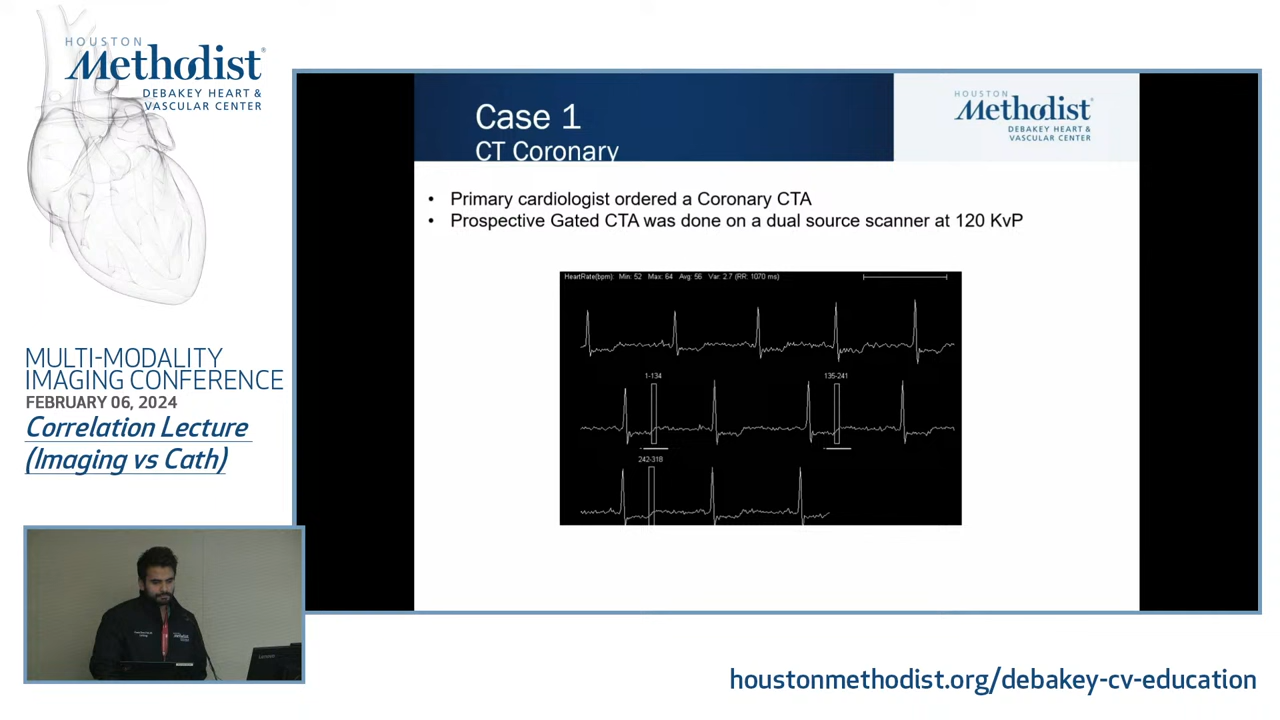 HOUSTON
Methodist
DEBAKEY HEART &
VASCULAR CENTER
MULTI-MODALITY
IMAGING CONFERENCE
FEBRUARY 06, 2024
Correlation Lecture
(Imaging vs Cath)
Case 1
CT Coronary
HOUSTON
Methodist
DEBAKEY HEART &
VASCULAR CENTER
• Primary cardiologist ordered a Coronary CTA
• Prospective Gated CTA was done on a dual source scanner at 120 KvP
HeartRate(bpm): Min: 52 Max: 64 Avg: 56 Var: 2.7 (RR: 1070 ms)
1-134
135-241
242-318
Lenovo
houstonmethodist.org/debakey-cv-education